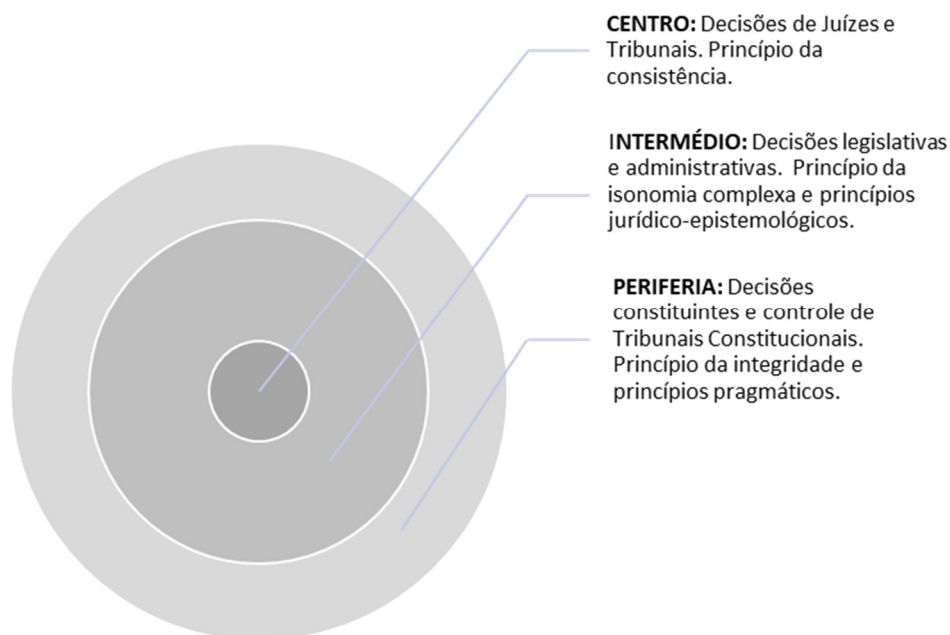 CENTRO: Decisões de Juízes e
Tribunais. Princípio da
consistência.
INTERMÉDIO: Decisões legislativas
e administrativas. Princípio da
isonomia complexa e princípios
jurídico-epistemológicos.
PERIFERIA: Decisões
constituintes e controle de
Tribunais Constitucionais.
Princípio da integridade e
princípios pragmáticos.